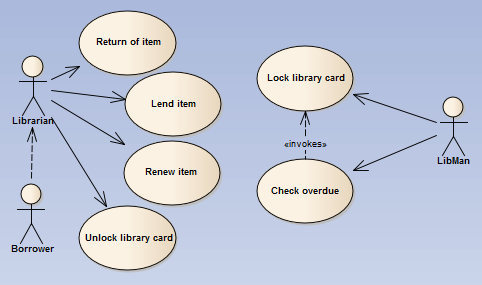 Return of item
Lend item
Librarian
Renew item
Borrower
Unlock library card
Lock library card
«invokes»
LibMan
Check overdue